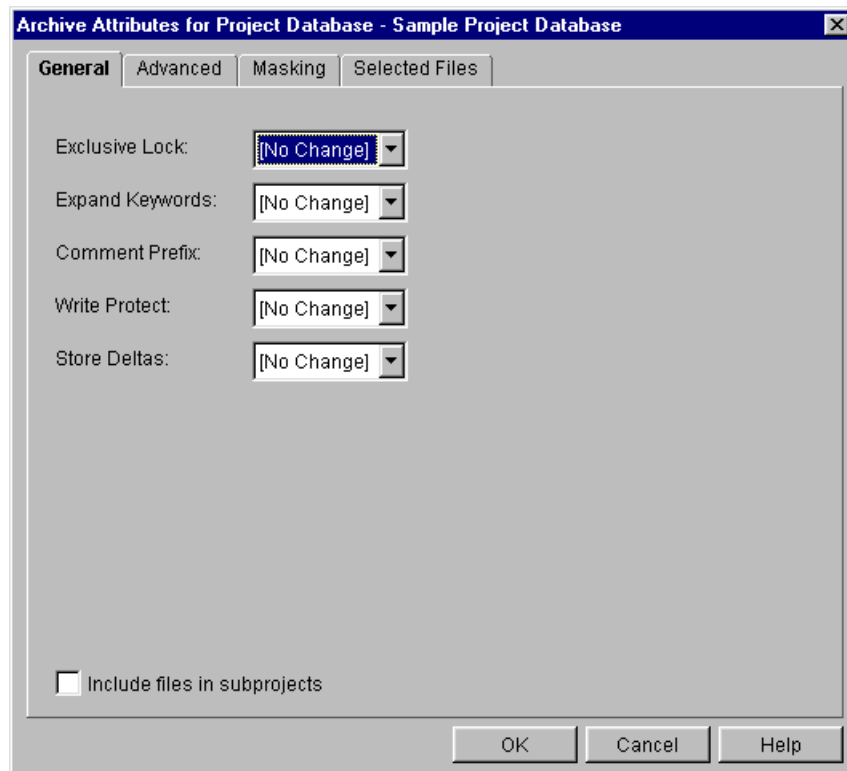 Archive Attributes for Project Database - Sample Project Database
General Advanced Masking Selected Files
Exclusive Lock: [No Change]
Expand Keywords: [No Change]
Comment Prefix: [No Change]
Write Protect: [No Change]
Store Deltas: [No Change]
Include files in subprojects
OK Cancel Help